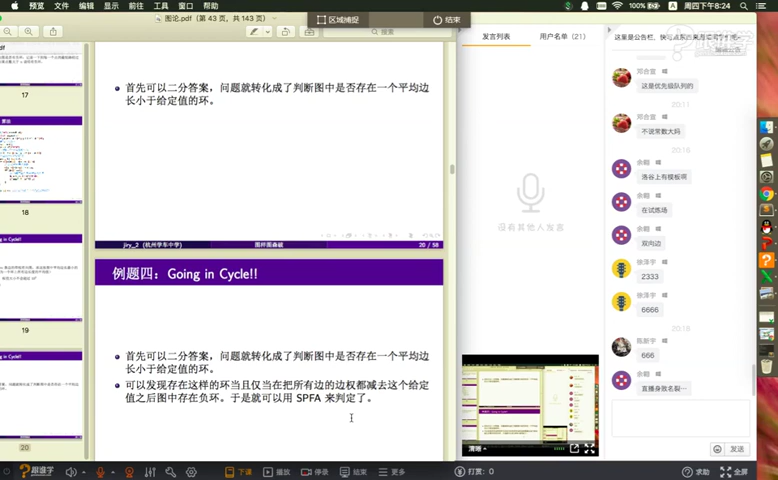 预览 文件 编辑 显示 前往 工具 窗口 帮助
100% 周四下午8:24
图论.pdf（第 43 页，共 143 页）
区域捕捉
结束
搜索
发言列表
用户名单（21）
17
首先可以二分答案，问题就转化成了判断图中是否存在一个平均边
长小于给定值的环。
18
没有其他人发言
jiry_2（杭州学车中学）
图样图森破
20 / 58
例题四：Going in Cycle!!
19
首先可以二分答案，问题就转化成了判断图中是否存在一个平均边
长小于给定值的环。
可以发现存在这样的环当且仅当在把所有边的边权都减去这个给定
值之后图中存在负环。于是就可以用 SPFA 来判定了。
20
清晰
邓合宣
这是优先级队列的
20:11
邓合宣
不说常数大吗
20:16
余翱
洛谷上有模板呗
余翱
在试炼场
余翱
双向边
徐泽宇
2333
徐泽宇
6666
20:18
陈新宇
666
余翱
直播身败名裂…
发送
跟谁学
下课
播放
停录
结束
更多
打赏: 0
求助
全屏